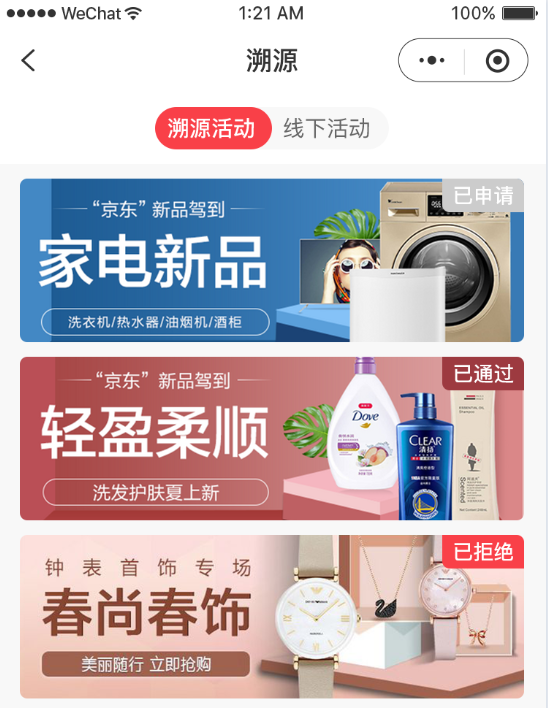 WeChat 1:21 AM 100%
溯源
溯源活动 线下活动
已申请
“京东”新品驾到
家电新品
洗衣机/热水器/油烟机/酒柜
已通过
“京东”新品驾到
轻盈柔顺
洗发护肤夏上新
Dove
CLEAR
清扬
Scented
已拒绝
钟表首饰专场
春尚春饰
美丽随行 立即抢购